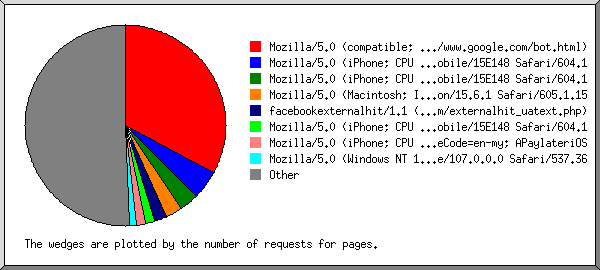 Mozilla/5.0 (compatible; .../www.google.com/bot.html)
Mozilla/5.0 (iPhone; CPU ...obile/15E148 Safari/604.1
Mozilla/5.0 (iPhone; CPU ...obile/15E148 Safari/604.1
Mozilla/5.0 (Macintosh; I...on/15.6.1 Safari/605.1.15
facebookexternalhit/1.1 (...m/externalhit_uatext.php)
Mozilla/5.0 (iPhone; CPU ...obile/15E148 Safari/604.1
Mozilla/5.0 (iPhone; CPU ...eCode=en-my; APaylateriOS
Mozilla/5.0 (Windows NT 1...e/107.0.0.0 Safari/537.36
Other
The wedges are plotted by the number of requests for pages.